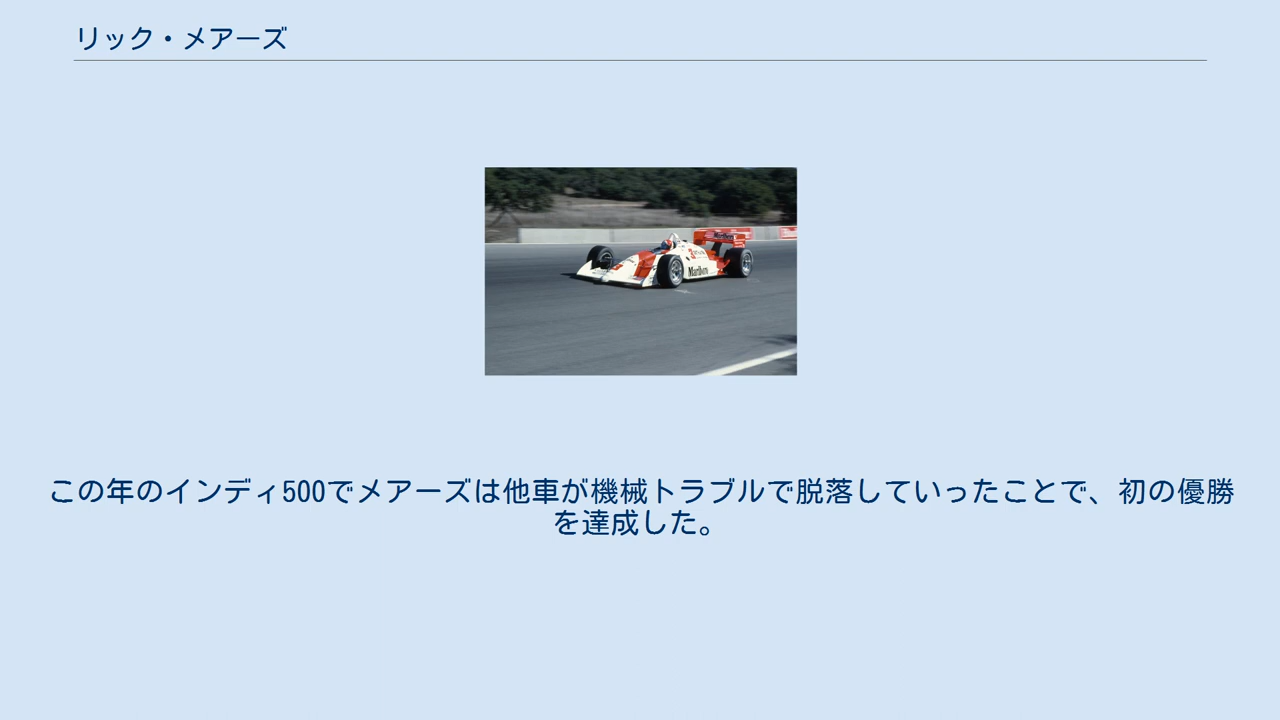 リック・メアーズ
Marlboro
この年のインディ500でメアーズは他車が機械トラブルで脱落していったことで、初の優勝
を達成した。